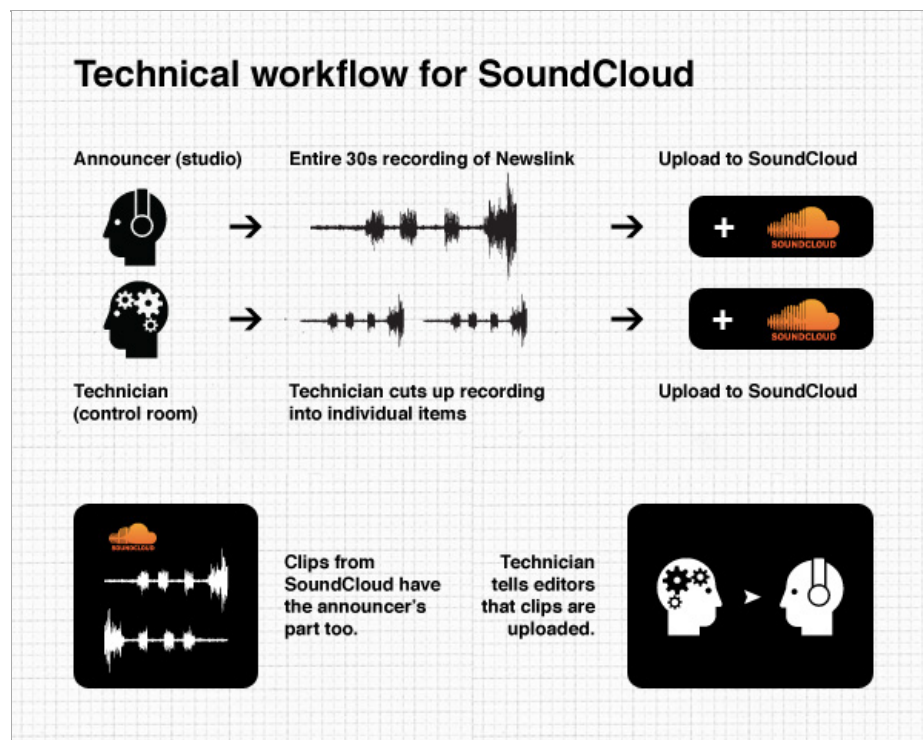 Technical workflow for SoundCloud
Announcer (studio)
Entire 30s recording of Newslink
Upload to SoundCloud
+
SOUNDCLOUD
+
SOUNDCLOUD
Technician
(control room)
Technician cuts up recording
into individual items
Upload to SoundCloud
SOUNDCLOUD
Clips from
SoundCloud have
the announcer's
part too.
Technician
tells editors
that clips are
uploaded.